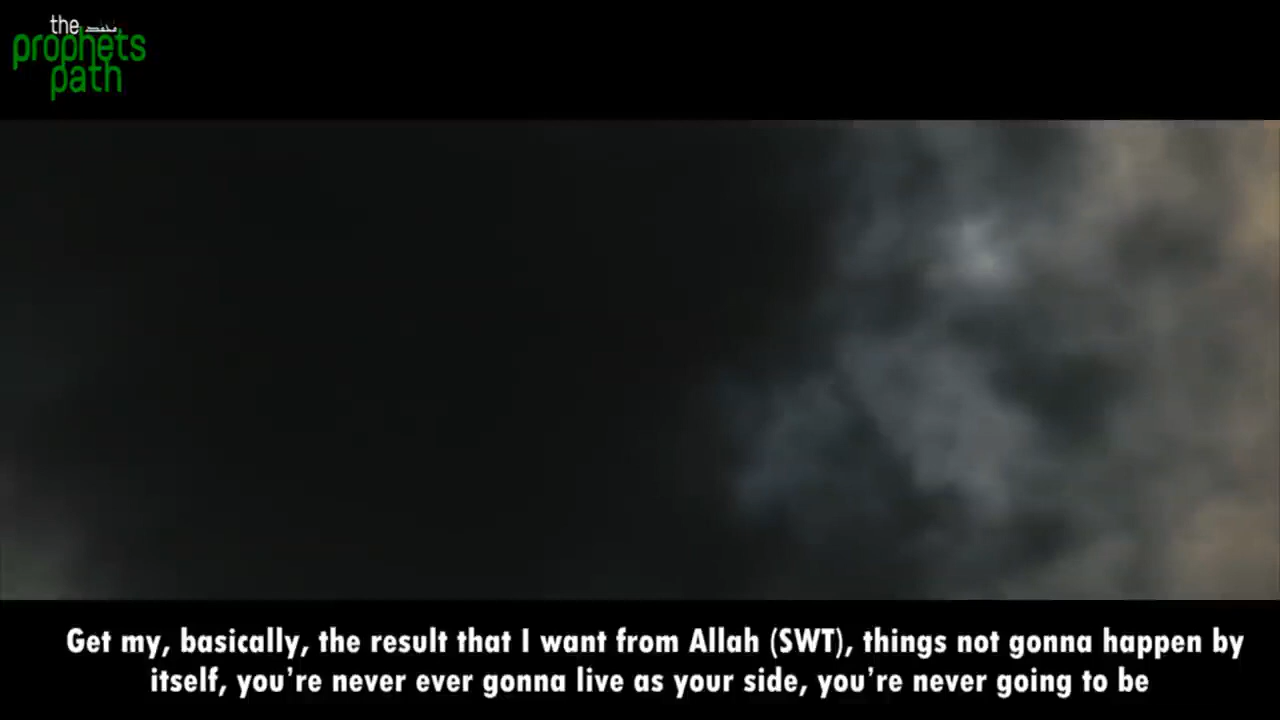 the محمد
prophets
path
Get my, basically, the result that I want from Allah (SWT), things not gonna happen by
itself, you're never ever gonna live as your side, you're never going to be